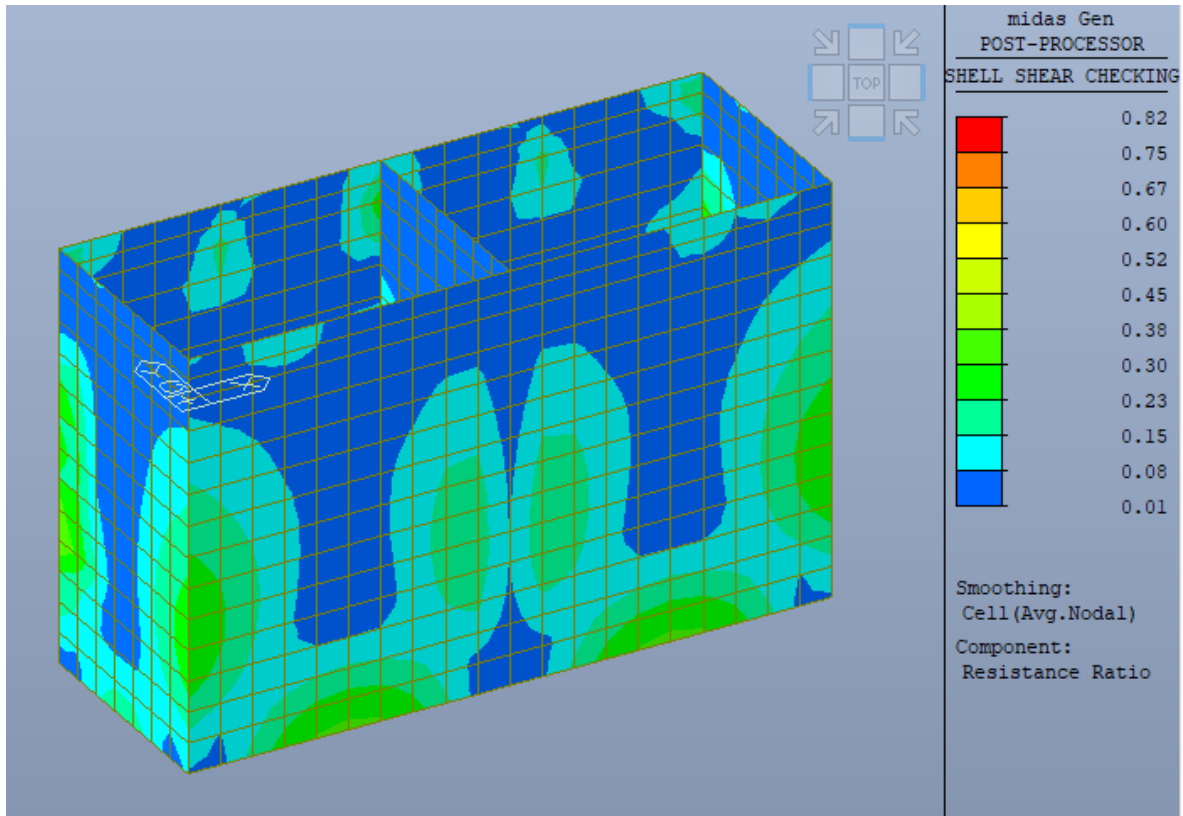 midas Gen
POST-PROCESSOR
SHELL SHEAR CHECKING
TOP
0.82
0.75
0.67
0.60
0.52
0.45
0.38
0.30
0.23
0.15
0.08
0.01
Smoothing:
Cell(Avg.Nodal)
Component:
Resistance Ratio